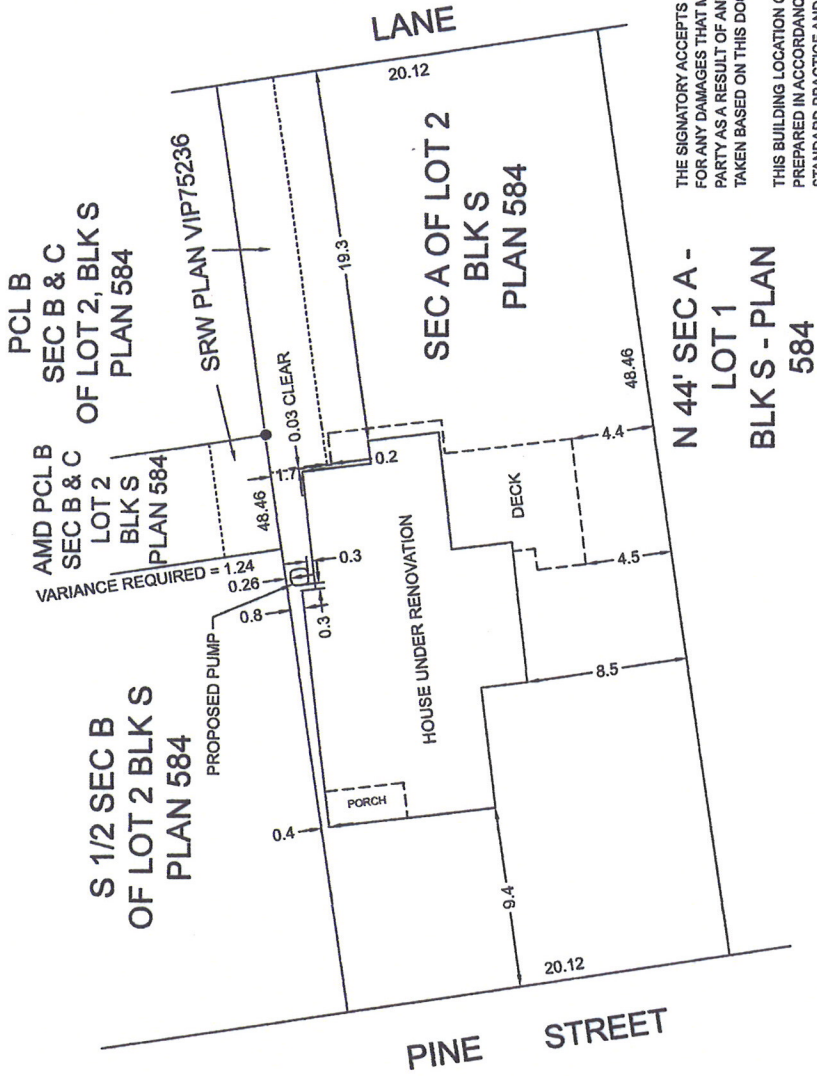 LANE
20.12
PCL B
SEC B & C
OF LOT 2, BLK S
PLAN 584
SRW PLAN VIP75236
AMD PCL B
SEC B & C
LOT 2
BLK S
PLAN 584
VARIANCE REQUIRED = 1.24
0.26
0.8
48.46
1.7
0.03 CLEAR
19.3
0.2
0.3
0.3
SEC A OF LOT 2
BLK S
PLAN 584
S 1/2 SEC B
OF LOT 2 BLK S
PLAN 584
PROPOSED PUMP
HOUSE UNDER RENOVATION
DECK
PORCH
4.4
4.5
8.5
48.46
0.4
9.4
20.12
PINE STREET
N 44' SEC A -
LOT 1
BLK S - PLAN
584
THE SIGNATORY ACCEPTS
FOR ANY DAMAGES THAT M
PARTY AS A RESULT OF AN
TAKEN BASED ON THIS DO
THIS BUILDING LOCATION
PREPARED IN ACCORDANC
STANDARD PRACTICE AND